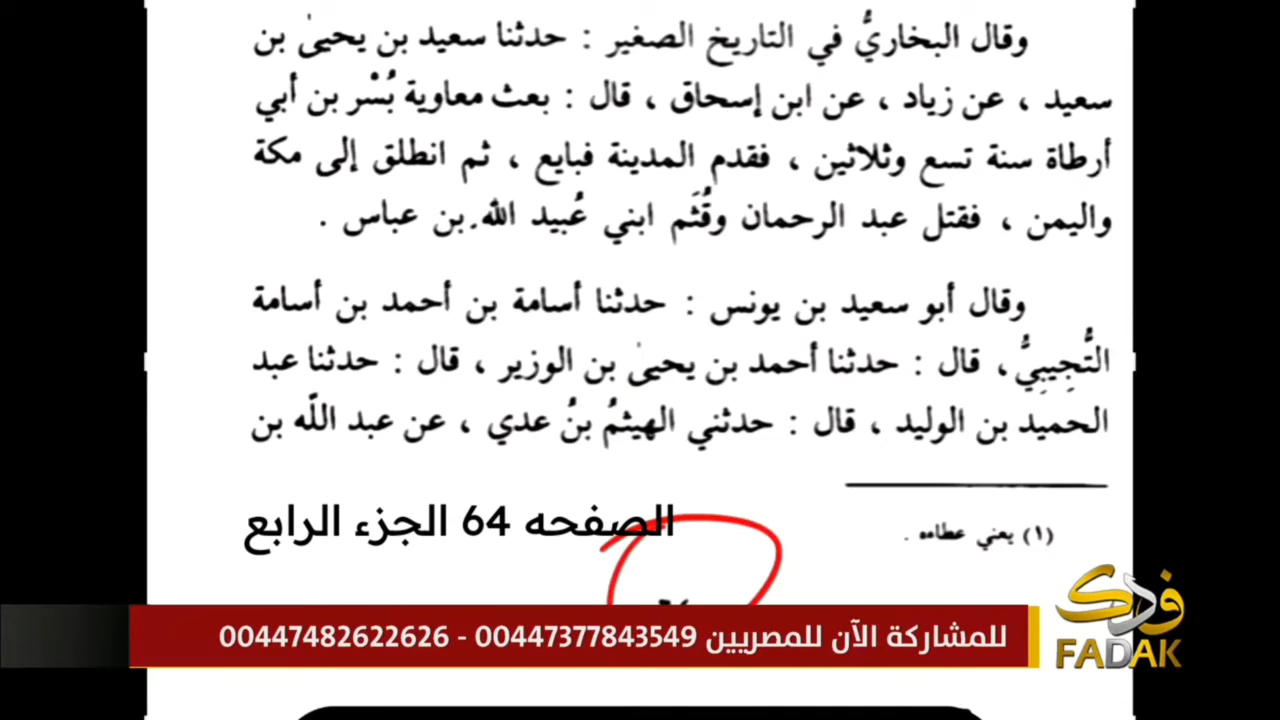 وقال البخاريُّ في التاريخ الصغير : حدثنا سعيد بن يحيىٰ بن
سعيد ، عن زياد ، عن ابن إسحاق ، قال : بعث معاوية بُسْر بن أبي
أرطاة سنة تسع وثلاثين ، فقدم المدينة فبايع ، ثم انطلق إلى مكة
واليمن ، فقتل عبد الرحمان وقُثَم ابني عُبيد الله بن عباس .
وقال أبو سعيد بن يونس : حدثنا أسامة بن أحمد بن أسامة
التُّجِيبِيُّ ، قال : حدثنا أحمد بن يحيىٰ بن الوزير ، قال : حدثنا عبد
الحميد بن الوليد ، قال : حدثني الهيثمُ بنُ عدي ، عن عبد اللّه بن
الصفحه 64 الجزء الرابع
(١) يعني عطاءه .
للمشاركة الآن للمصريين 00447377843549 - 00447482622626
فدك
FADAK